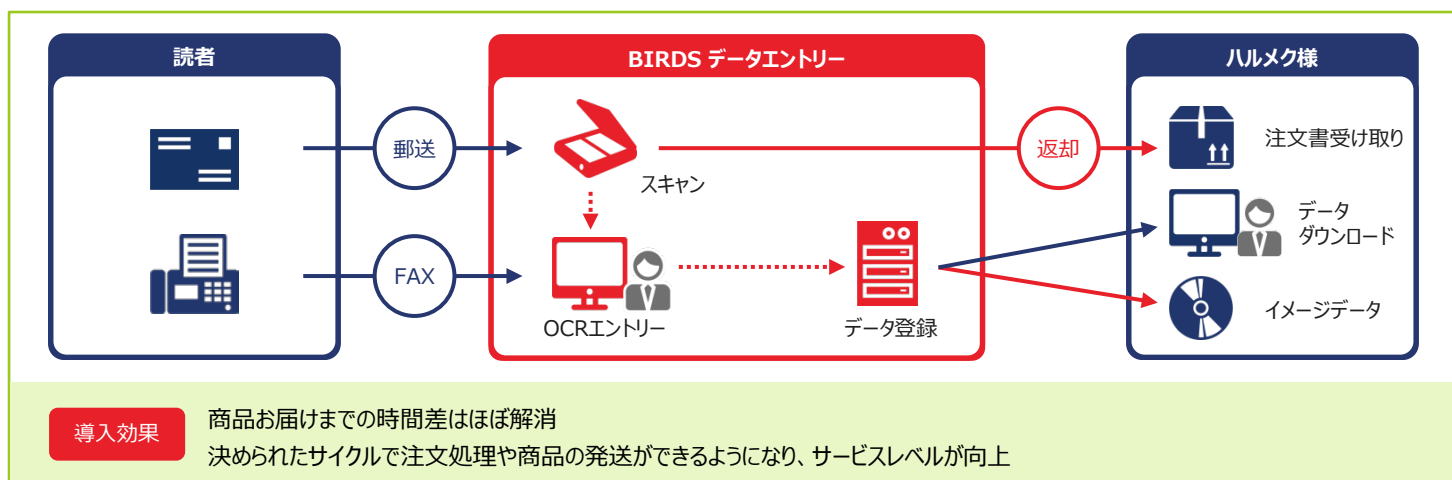 読者
BIRDS データエントリー
ハルメク様
郵送
スキャン
返却
注文書受け取り
データ
ダウンロード
FAX
OCRエントリー
データ登録
イメージデータ
導入効果
商品お届けまでの時間差はほぼ解消
決められたサイクルで注文処理や商品の発送ができるようになり、サービスレベルが向上